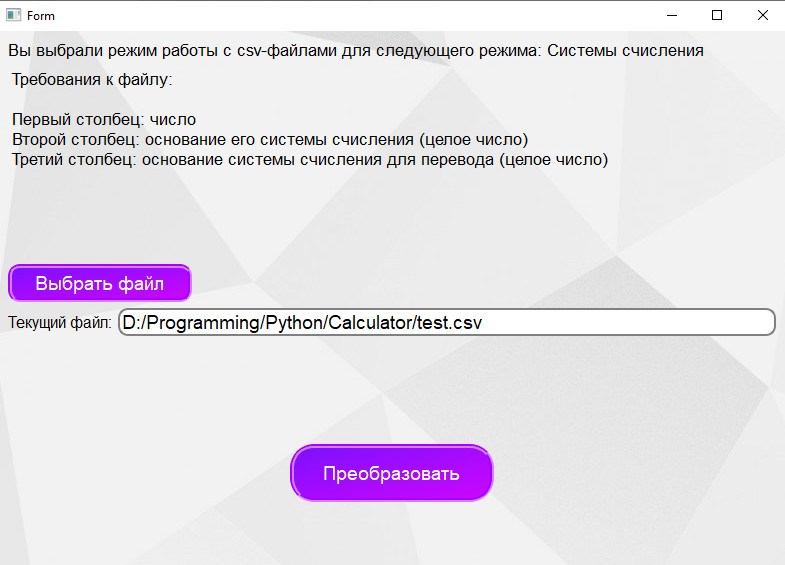 Form
Вы выбрали режим работы с csv-файлами для следующего режима: Системы счисления
Требования к файлу:
Первый столбец: число
Второй столбец: основание его системы счисления (целое число)
Третий столбец: основание системы счисления для перевода (целое число)
Выбрать файл
Текущий файл: D:/Programming/Python/Calculator/test.csv
Преобразовать